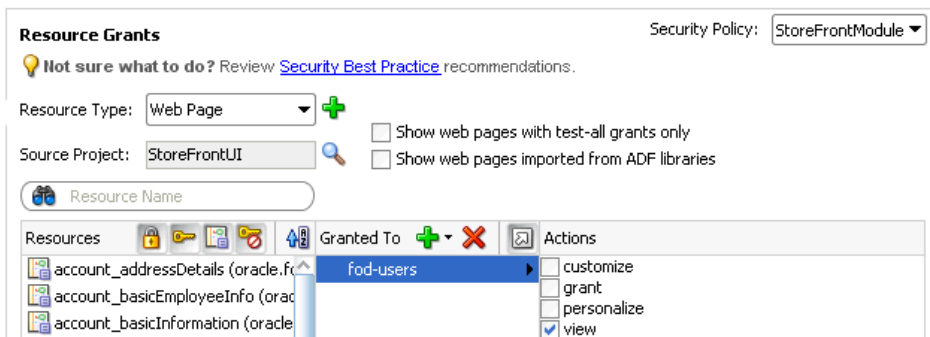 Resource Grants
Security Policy: StoreFrontModule
Not sure what to do? Review Security Best Practice recommendations.
Resource Type: Web Page
Show web pages with test-all grants only
Source Project: StoreFrontUI
Show web pages imported from ADF libraries
Resource Name
Resources Granted To Actions
account_addressDetails (oracle.fo
fod-users
customize
account_basicEmployeeInfo (orac
grant
personalize
account_basicInformation (oracle
view